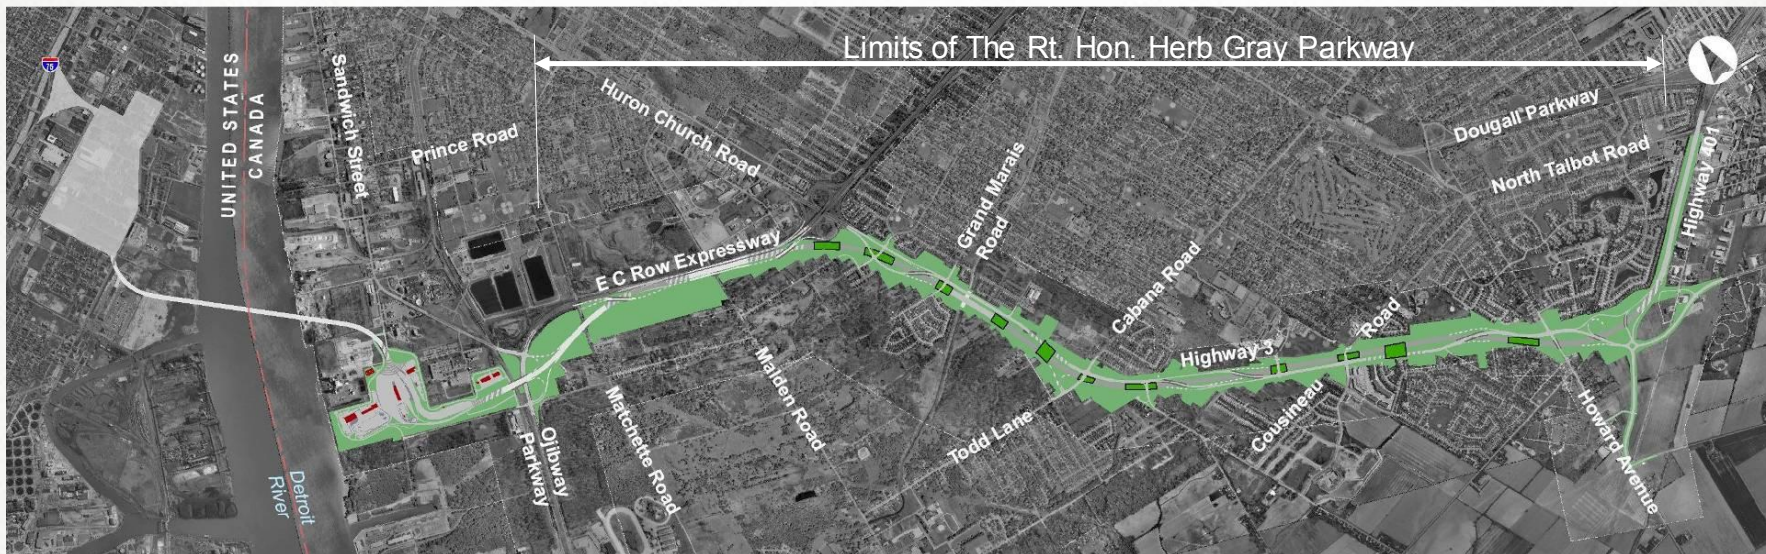 Limits of The Rt. Hon. Herb Gray Parkway
75
UNITED STATES
CANADA
Sandwich Street
Prince Road
Huron Church Road
Dougall Parkway
North Talbot Road
Highway 401
Grand Marais
Road
E C Row Expressway
Cabana Road
Highway 3
Cousineau
Road
Malden Road
Matchette Road
Todd Lane
Howard Avenue
Ojibway
Parkway
Detroit
River